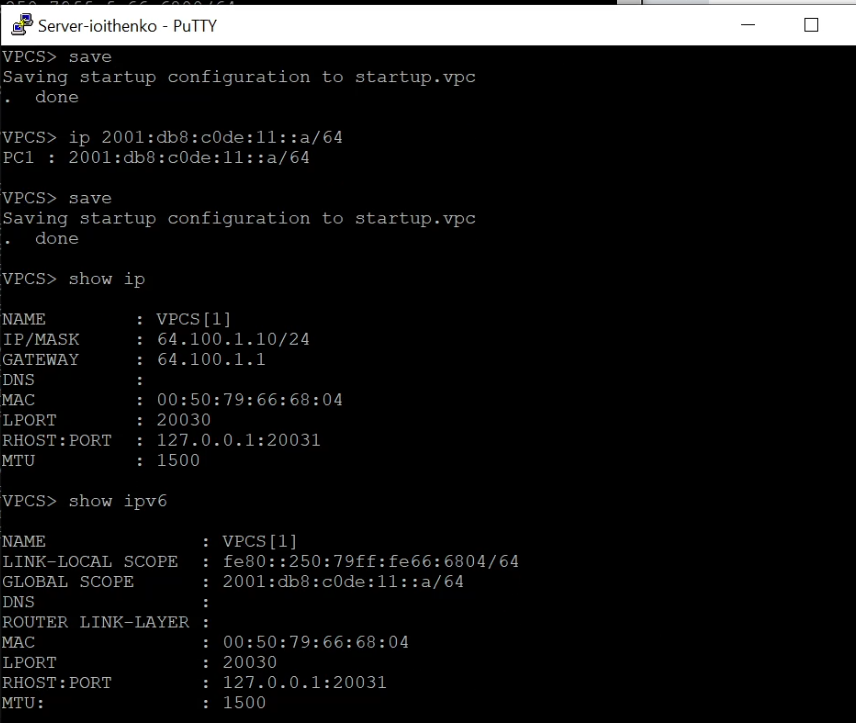 Server-ioithenko - PuTTY
VPCS> save
Saving startup configuration to startup.vpc
.  done
VPCS> ip 2001:db8:c0de:11::a/64
PC1 : 2001:db8:c0de:11::a/64
VPCS> save
Saving startup configuration to startup.vpc
.  done
VPCS> show ip
NAME        : VPCS[1]
IP/MASK     : 64.100.1.10/24
GATEWAY     : 64.100.1.1
DNS         :
MAC         : 00:50:79:66:68:04
LPORT       : 20030
RHOST:PORT  : 127.0.0.1:20031
MTU         : 1500
VPCS> show ipv6
NAME              : VPCS[1]
LINK-LOCAL SCOPE  : fe80::250:79ff:fe66:6804/64
GLOBAL SCOPE      : 2001:db8:c0de:11::a/64
DNS               :
ROUTER LINK-LAYER :
MAC               : 00:50:79:66:68:04
LPORT             : 20030
RHOST:PORT        : 127.0.0.1:20031
MTU:              : 1500